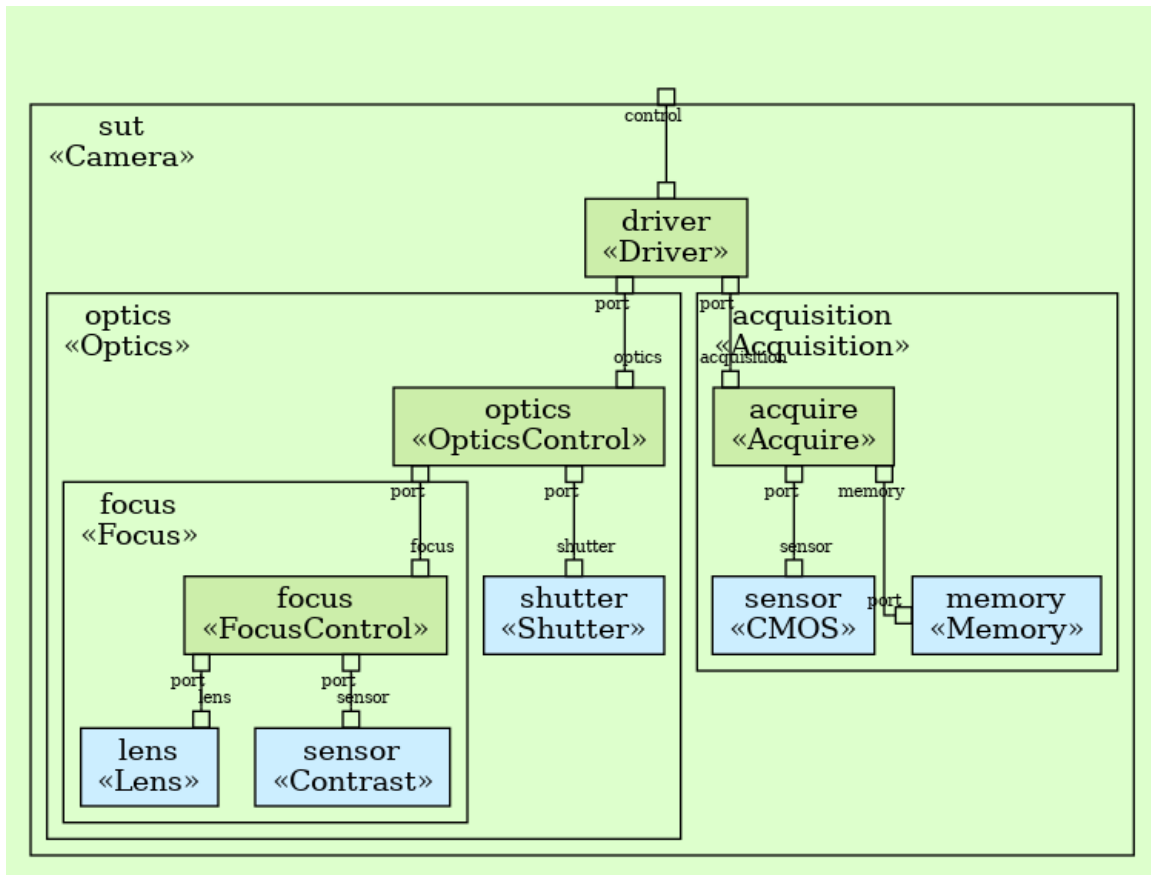 control
sut
«Camera»
driver
«Driver»
port
port
optics
«Optics»
acquisition
«Acquisition»
optics
acquisition
optics
«OpticsControl»
acquire
«Acquire»
port
port
port
memory
focus
«Focus»
focus
shutter
sensor
focus
«FocusControl»
shutter
«Shutter»
sensor
«CMOS»
port
memory
«Memory»
port
port
lens
sensor
lens
«Lens»
sensor
«Contrast»